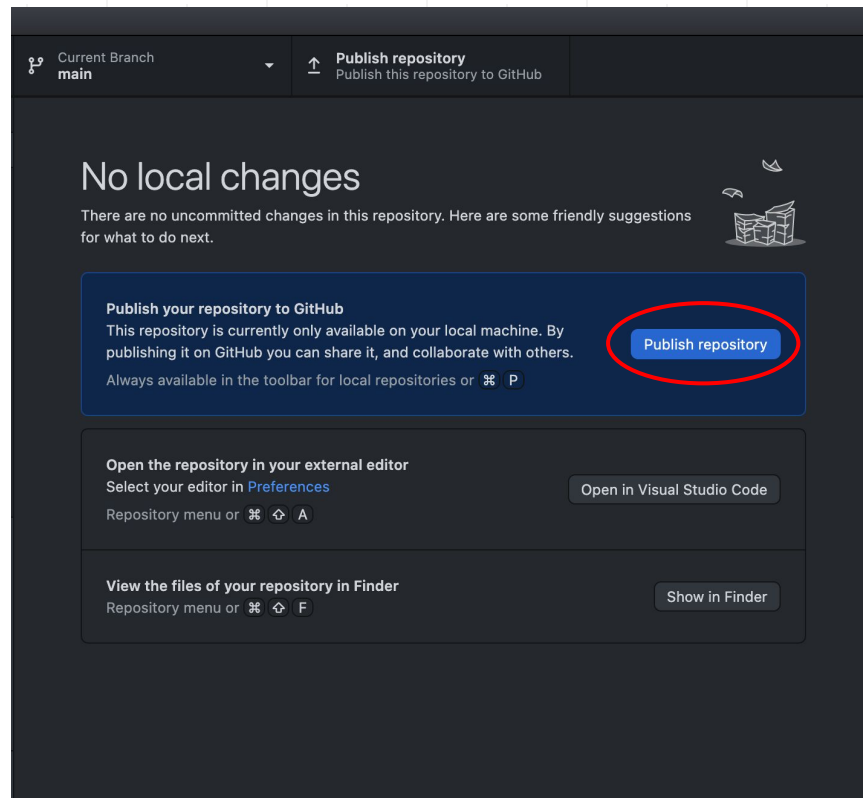 Current Branch
main
Publish repository
Publish this repository to GitHub
No local changes
There are no uncommitted changes in this repository. Here are some friendly suggestions
for what to do next.
Publish your repository to GitHub
This repository is currently only available on your local machine. By
publishing it on GitHub you can share it, and collaborate with others.
Always available in the toolbar for local repositories or ⌘ P
Publish repository
Open the repository in your external editor
Select your editor in Preferences
Repository menu or ⌘ ⇧ A
Open in Visual Studio Code
View the files of your repository in Finder
Repository menu or ⌘ ⇧ F
Show in Finder